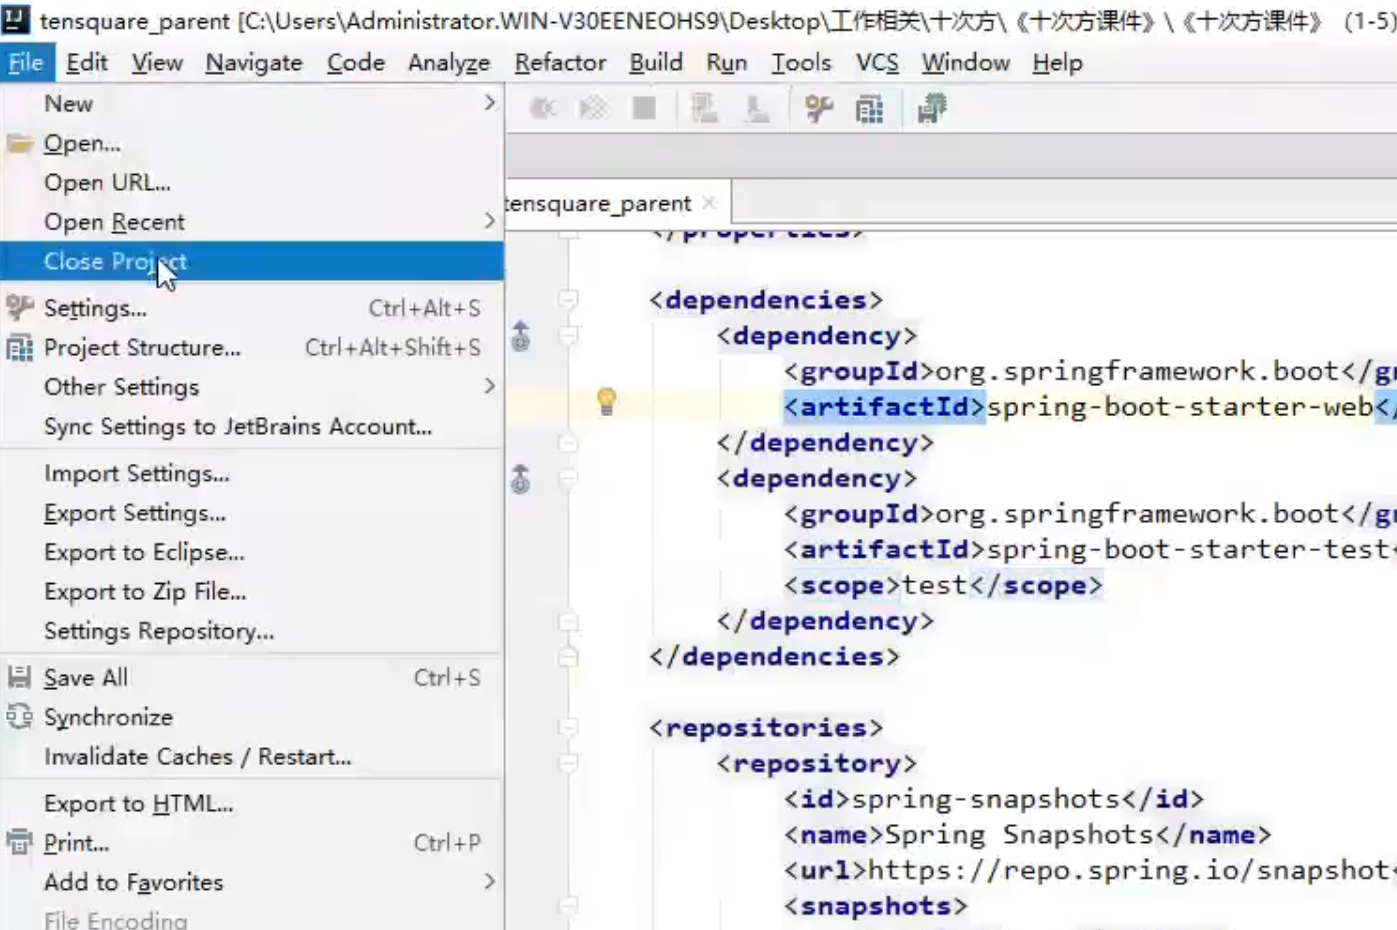 tensquare_parent [C:\Users\Administrator.WIN-V30EENEOHS9\Desktop\工作相关\十次方\《十次方课件》\《十次方课件》 (1-5)
File Edit View Navigate Code Analyze Refactor Build Run Tools VCS Window Help
New
Open...
Open URL...
Open Recent
Close Project
Settings... Ctrl+Alt+S
Project Structure... Ctrl+Alt+Shift+S
Other Settings
Sync Settings to JetBrains Account...
Import Settings...
Export Settings...
Export to Eclipse...
Export to Zip File...
Settings Repository...
Save All Ctrl+S
Synchronize
Invalidate Caches / Restart...
Export to HTML...
Print... Ctrl+P
Add to Favorites
File Encoding
tensquare_parent
</properties>
<dependencies>
<dependency>
<groupId>org.springframework.boot</gr
<artifactId>spring-boot-starter-web</
</dependency>
<dependency>
<groupId>org.springframework.boot</gr
<artifactId>spring-boot-starter-test<
<scope>test</scope>
</dependency>
</dependencies>
<repositories>
<repository>
<id>spring-snapshots</id>
<name>Spring Snapshots</name>
<url>https://repo.spring.io/snapshot<
<snapshots>